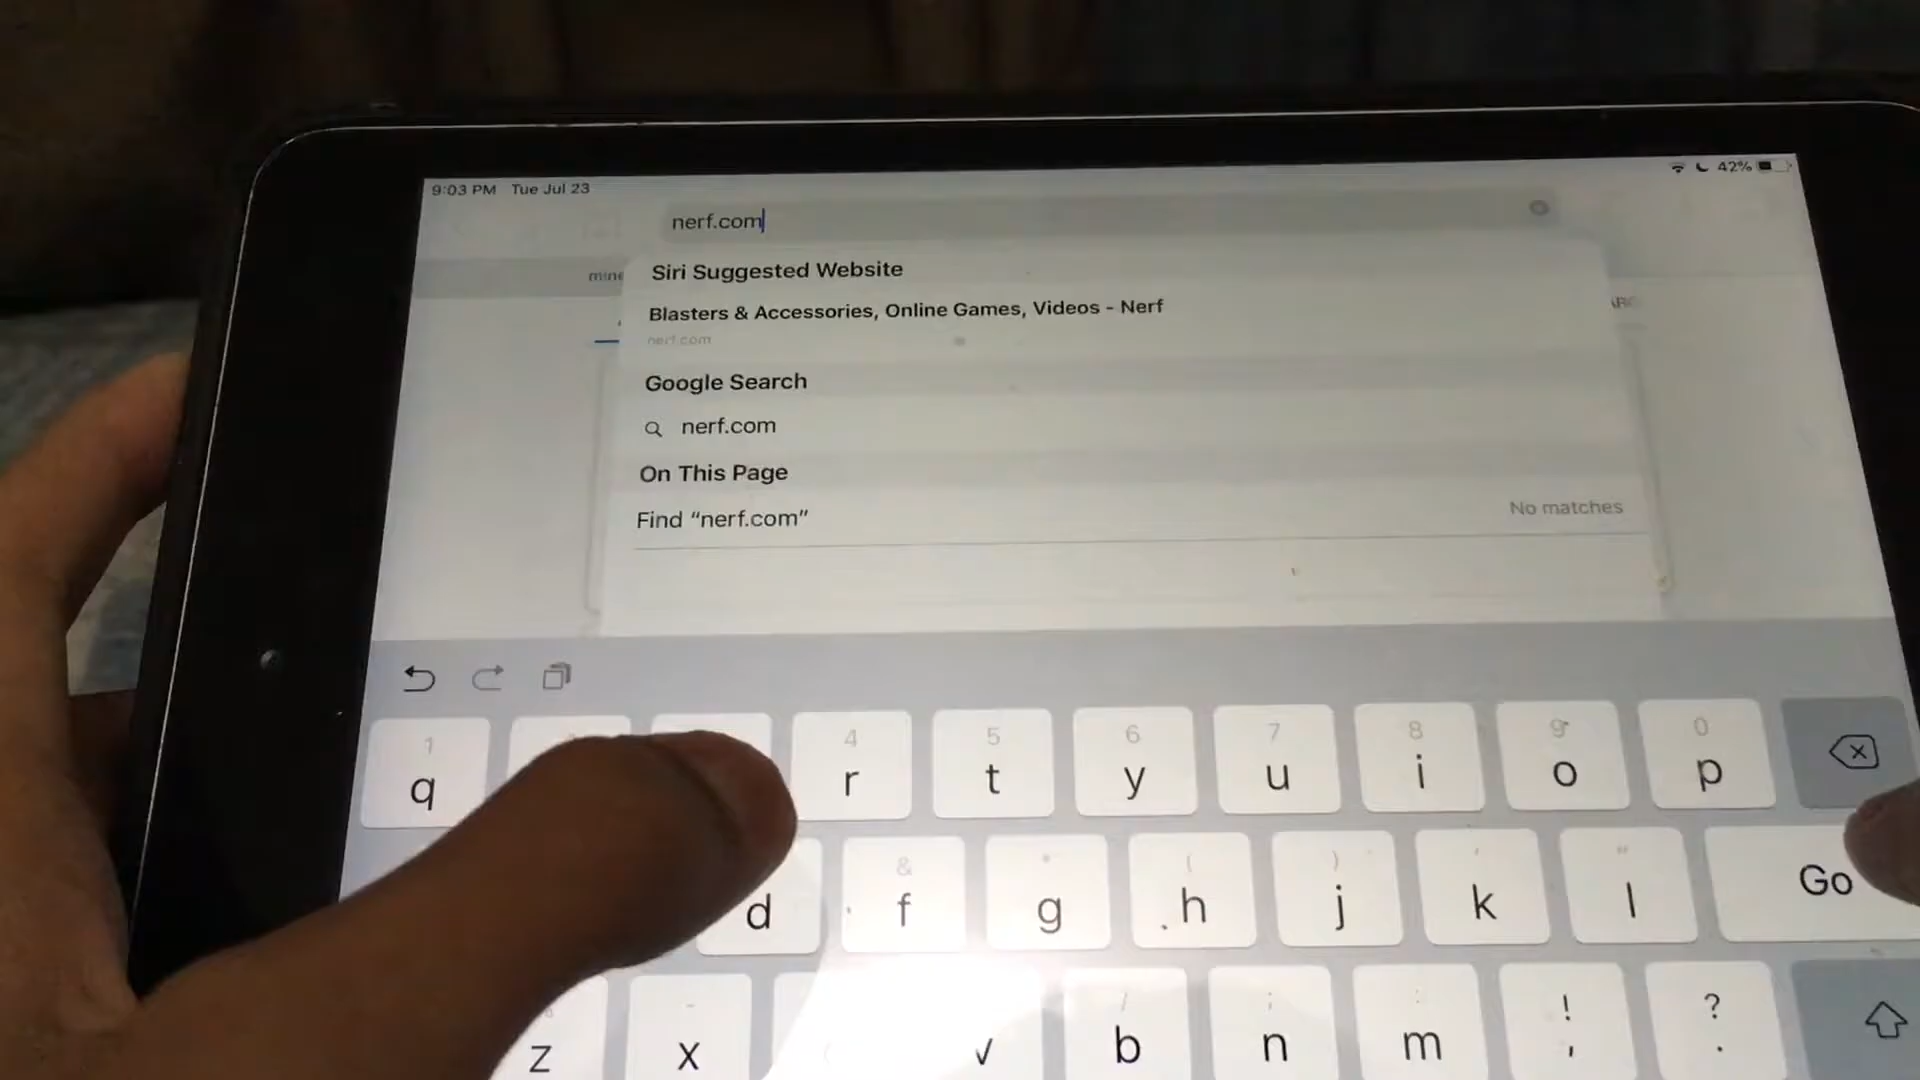 9:03 PM Tue Jul 23
42%
nerf.com
mine
Siri Suggested Website
Blasters & Accessories, Online Games, Videos - Nerf
nerf.com
Google Search
nerf.com
On This Page
Find “nerf.com”
No matches
1 4 5 6 7 8 9 0
q r t y u i o p
& * ( ) ' "
d f g h j k l Go
- / ; : ! ?
z x v b n m , .